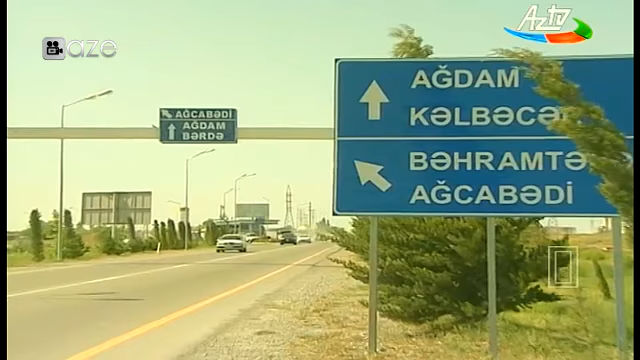 AzTV
aze
AĞCABƏDİ
AĞDAM
BƏRDƏ
AĞDAM
KƏLBƏCƏ
BƏHRAMTƏ
AĞCABƏDİ